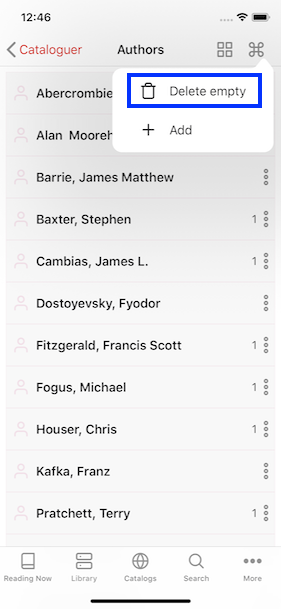 12:46
Cataloguer
Authors
Delete empty
Abercrombie
Add
Alan Mooreh
Barrie, James Matthew
Baxter, Stephen 1
Cambias, James L. 1
Dostoyevsky, Fyodor
Fitzgerald, Francis Scott 1
Fogus, Michael 1
Houser, Chris 1
Kafka, Franz
Pratchett, Terry 1
Reading Now Library Catalogs Search More